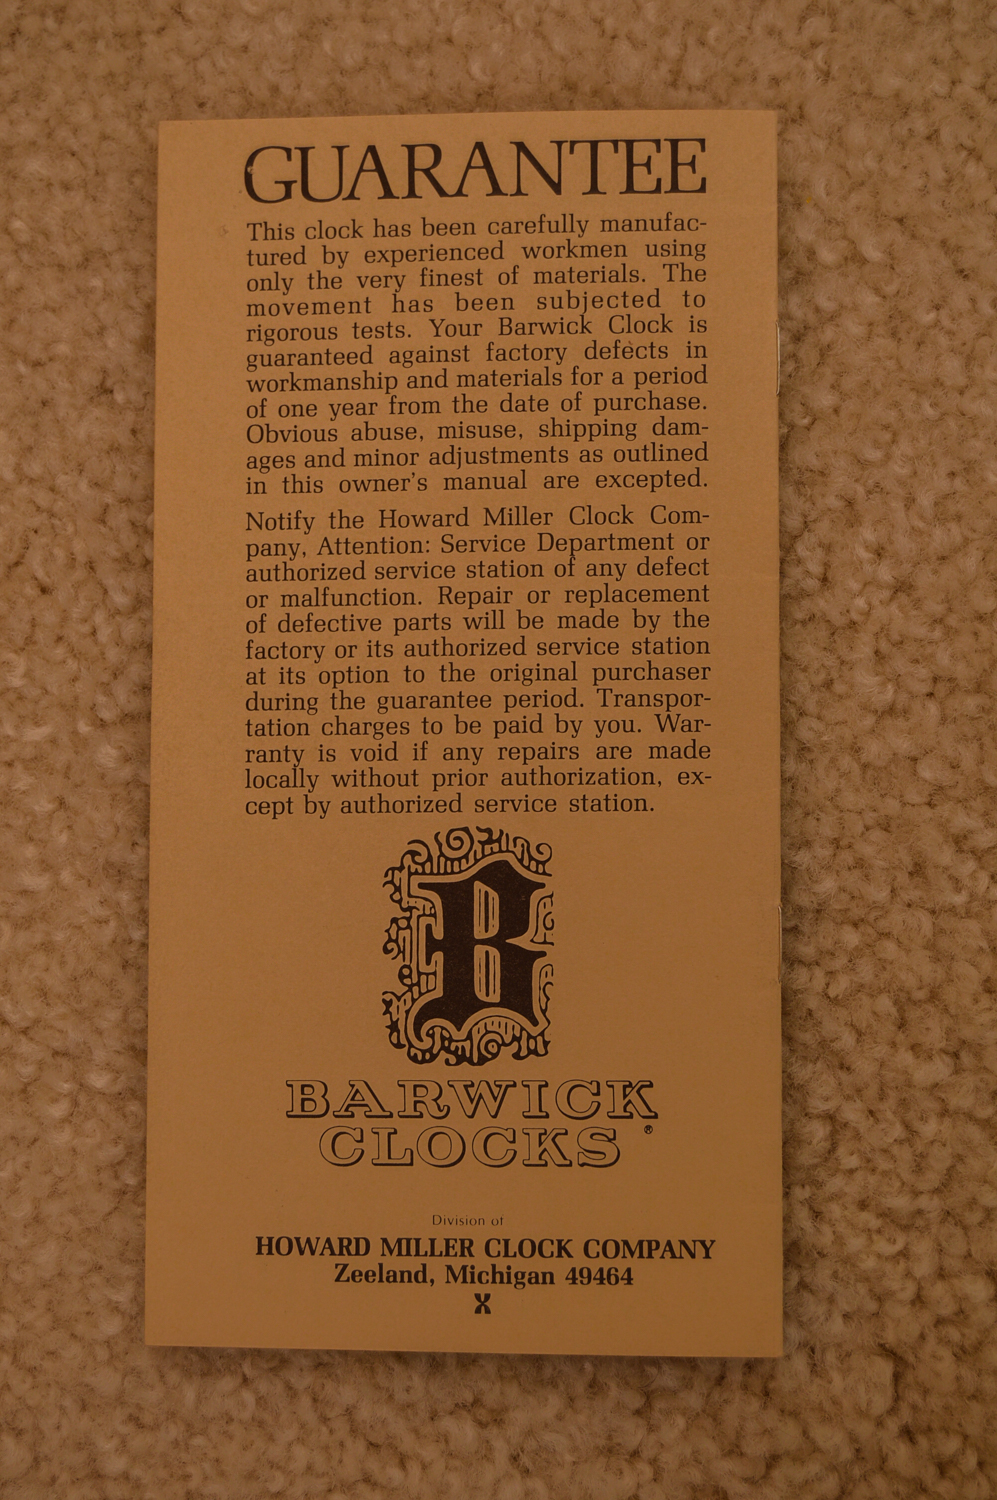 GUARANTEE
This clock has been carefully manufac-
tured by experienced workmen using
only the very finest of materials. The
movement has been subjected to
rigorous tests. Your Barwick Clock is
guaranteed against factory defects in
workmanship and materials for a period
of one year from the date of purchase.
Obvious abuse, misuse, shipping dam-
ages and minor adjustments as outlined
in this owner's manual are excepted.
Notify the Howard Miller Clock Com-
pany, Attention: Service Department or
authorized service station of any defect
or malfunction. Repair or replacement
of defective parts will be made by the
factory or its authorized service station
at its option to the original purchaser
during the guarantee period. Transpor-
tation charges to be paid by you. War-
ranty is void if any repairs are made
locally without prior authorization, ex-
cept by authorized service station.
B
BARWICK
CLOCKS ®
Division of
HOWARD MILLER CLOCK COMPANY
Zeeland, Michigan 49464